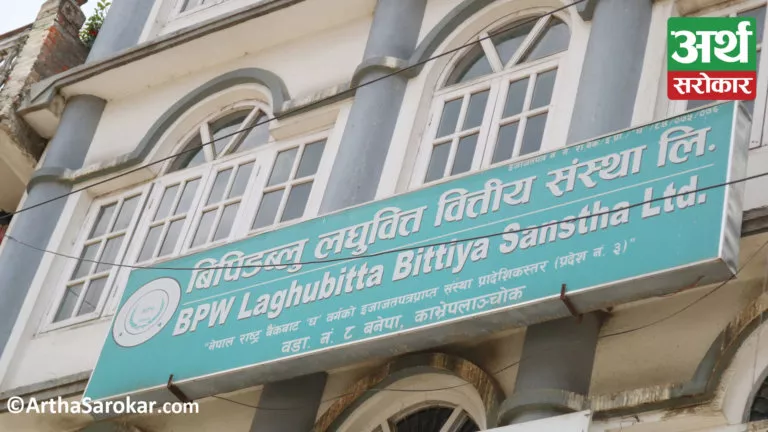 अर्थ
सरोकार
बिपिडब्लु लघुवित्त वित्तीय संस्था लि.
BPW Laghubitta Bittiya Sanstha Ltd.
"नेपाल राष्ट्र बैंकबाट 'घ' वर्गको इजाजतपत्रप्राप्त संस्था प्रादेशिकस्तर (प्रदेश नं. ३)"
वडा. नं. ८ बनेपा, काभ्रेपलाञ्चोक
©ArthaSarokar.com